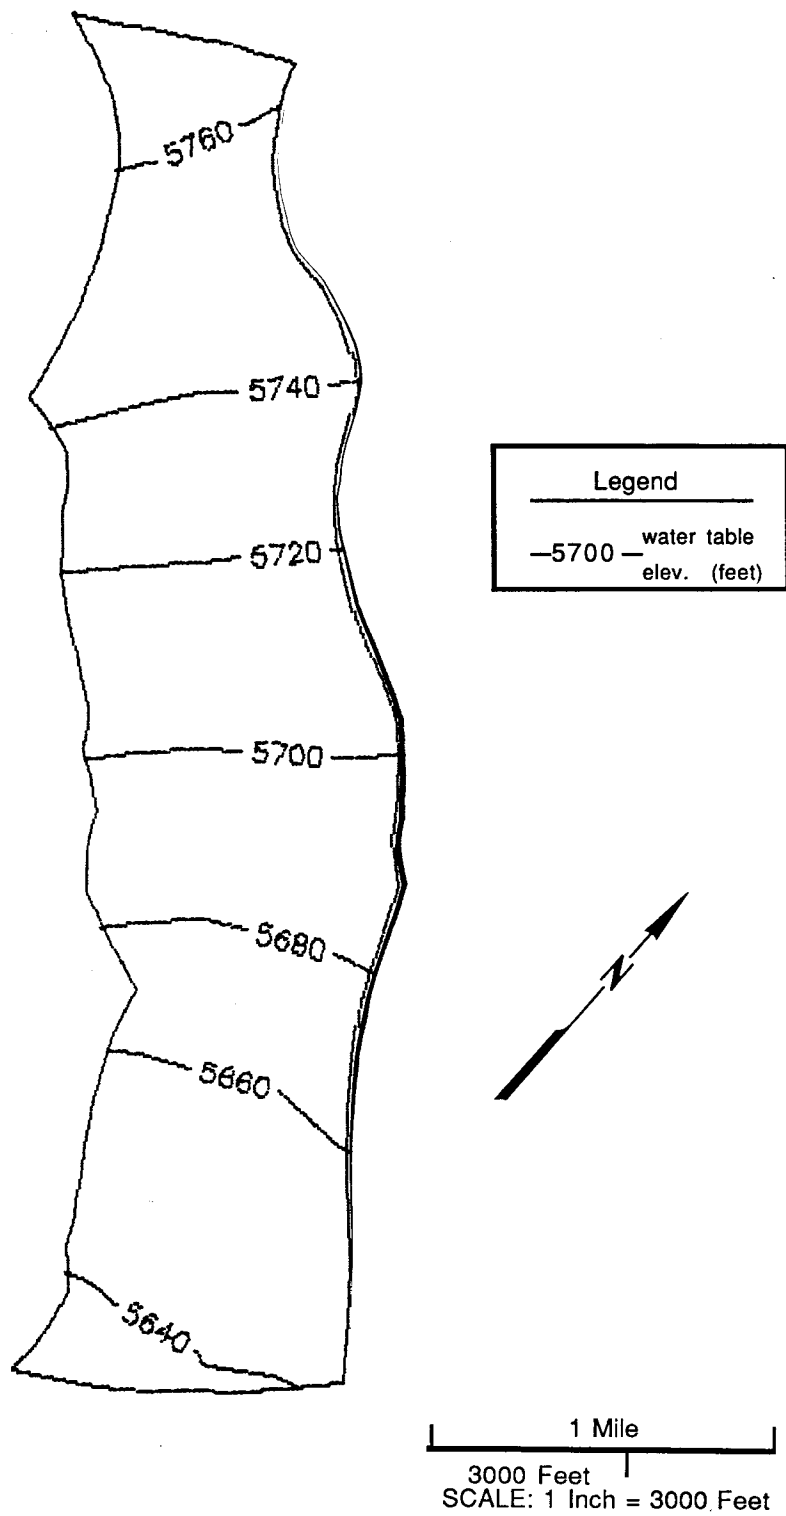 5760
5740
Legend
5720
—5700— water table
elev. (feet)
5700
5680
N
5660
5640
1 Mile
3000 Feet
SCALE: 1 Inch = 3000 Feet